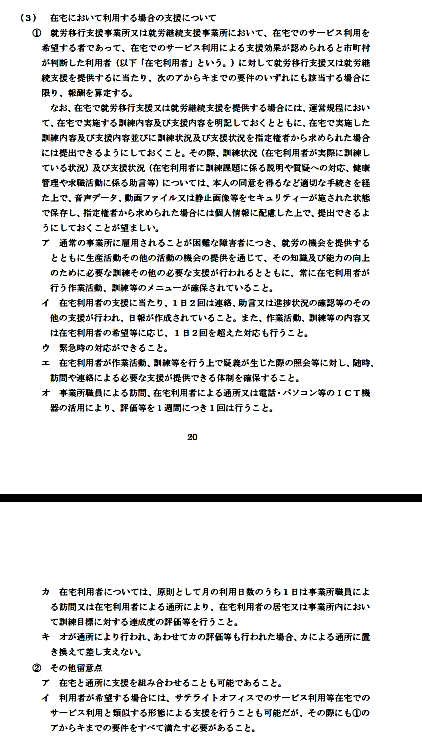 （３） 在宅において利用する場合の支援について
① 就労移行支援事業所又は就労継続支援事業所において、在宅でのサービス利用を
希望する者であって、在宅でのサービス利用による支援効果が認められると市町村
が判断した利用者（以下「在宅利用者」という。）に対して就労移行支援又は就労継
続支援を提供するに当たり、次のアからキまでの要件のいずれにも該当する場合に
限り、報酬を算定する。
なお、在宅で就労移行支援又は就労継続支援を提供する場合には、運営規程におい
て、在宅で実施する訓練内容及び支援内容を明記しておくとともに、在宅で実施した
訓練内容及び支援内容並びに訓練状況及び支援状況を指定権者から求められた場合
には提出できるようにしておくこと。その際、訓練状況（在宅利用者が実際に訓練し
ている状況）及び支援状況（在宅利用者に訓練課題に係る説明や質疑への対応、健康
管理や求職活動に係る助言等）については、本人の同意を得るなど適切な手続きを経
た上で、音声データ、動画ファイル又は静止画像等をセキュリティーが施された状態
で保存し、指定権者から求められた場合には個人情報に配慮した上で、提出できるよ
うにしておくことが望ましい。
ア 通常の事業所に雇用されることが困難な障害者につき、就労の機会を提供する
とともに生産活動その他の活動の機会の提供を通じて、その知識及び能力の向上
のために必要な訓練その他の必要な支援が行われるとともに、常に在宅利用者が
行う作業活動、訓練等のメニューが確保されていること。
イ 在宅利用者の支援に当たり、１日２回は連絡、助言又は進捗状況の確認等のその
他の支援が行われ、日報が作成されていること。また、作業活動、訓練等の内容又
は在宅利用者の希望等に応じ、１日２回を超えた対応も行うこと。
ウ 緊急時の対応ができること。
エ 在宅利用者が作業活動、訓練等を行う上で疑義が生じた際の照会等に対し、随時、
訪問や連絡による必要な支援が提供できる体制を確保すること。
オ 事業所職員による訪問、在宅利用者による通所又は電話・パソコン等のＩＣＴ機
器の活用により、評価等を１週間につき１回は行うこと。
20
カ 在宅利用者については、原則として月の利用日数のうち１日は事業所職員によ
る訪問又は在宅利用者による通所により、在宅利用者の居宅又は事業所内におい
て訓練目標に対する達成度の評価等を行うこと。
キ オが通所により行われ、あわせてカの評価等も行われた場合、カによる通所に置
き換えて差し支えない。
② その他留意点
ア 在宅と通所に支援を組み合わせることも可能であること。
イ 利用者が希望する場合には、サテライトオフィスでのサービス利用等在宅での
サービス利用と類似する形態による支援を行うことも可能だが、その際にも①の
アからキまでの要件をすべて満たす必要があること。